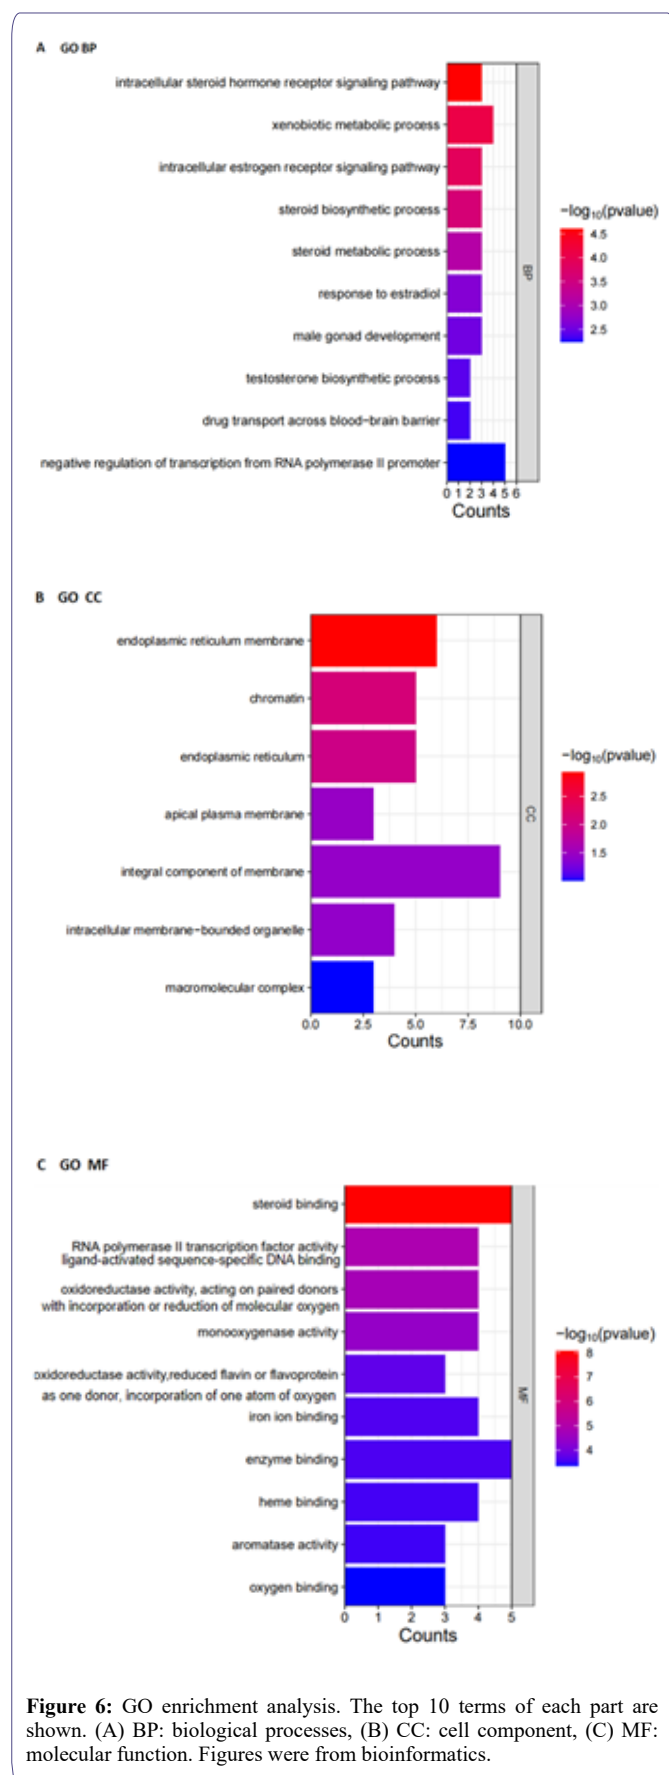 A GO BP
intracellular steroid hormone receptor signaling pathway
xenobiotic metabolic process
intracellular estrogen receptor signaling pathway
steroid biosynthetic process
steroid metabolic process
response to estradiol
male gonad development
testosterone biosynthetic process
drug transport across blood−brain barrier
negative regulation of transcription from RNA polymerase II promoter
0 1 2 3 4 5 6
Counts
BP
−log₁₀(pvalue)
4.5
4.0
3.5
3.0
2.5
B GO CC
endoplasmic reticulum membrane
chromatin
endoplasmic reticulum
apical plasma membrane
integral component of membrane
intracellular membrane−bounded organelle
macromolecular complex
0.0 2.5 5.0 7.5 10.0
Counts
CC
−log₁₀(pvalue)
2.5
2.0
1.5
C GO MF
steroid binding
RNA polymerase II transcription factor activity
ligand-activated sequence-specific DNA binding
oxidoreductase activity, acting on paired donors
with incorporation or reduction of molecular oxygen
monooxygenase activity
oxidoreductase activity,reduced flavin or flavoprotein
as one donor, incorporation of one atom of oxygen
iron ion binding
enzyme binding
heme binding
aromatase activity
oxygen binding
0 1 2 3 4 5
Counts
MF
−log₁₀(pvalue)
8
7
6
5
4
Figure 6: GO enrichment analysis. The top 10 terms of each part are
shown. (A) BP: biological processes, (B) CC: cell component, (C) MF:
molecular function. Figures were from bioinformatics.